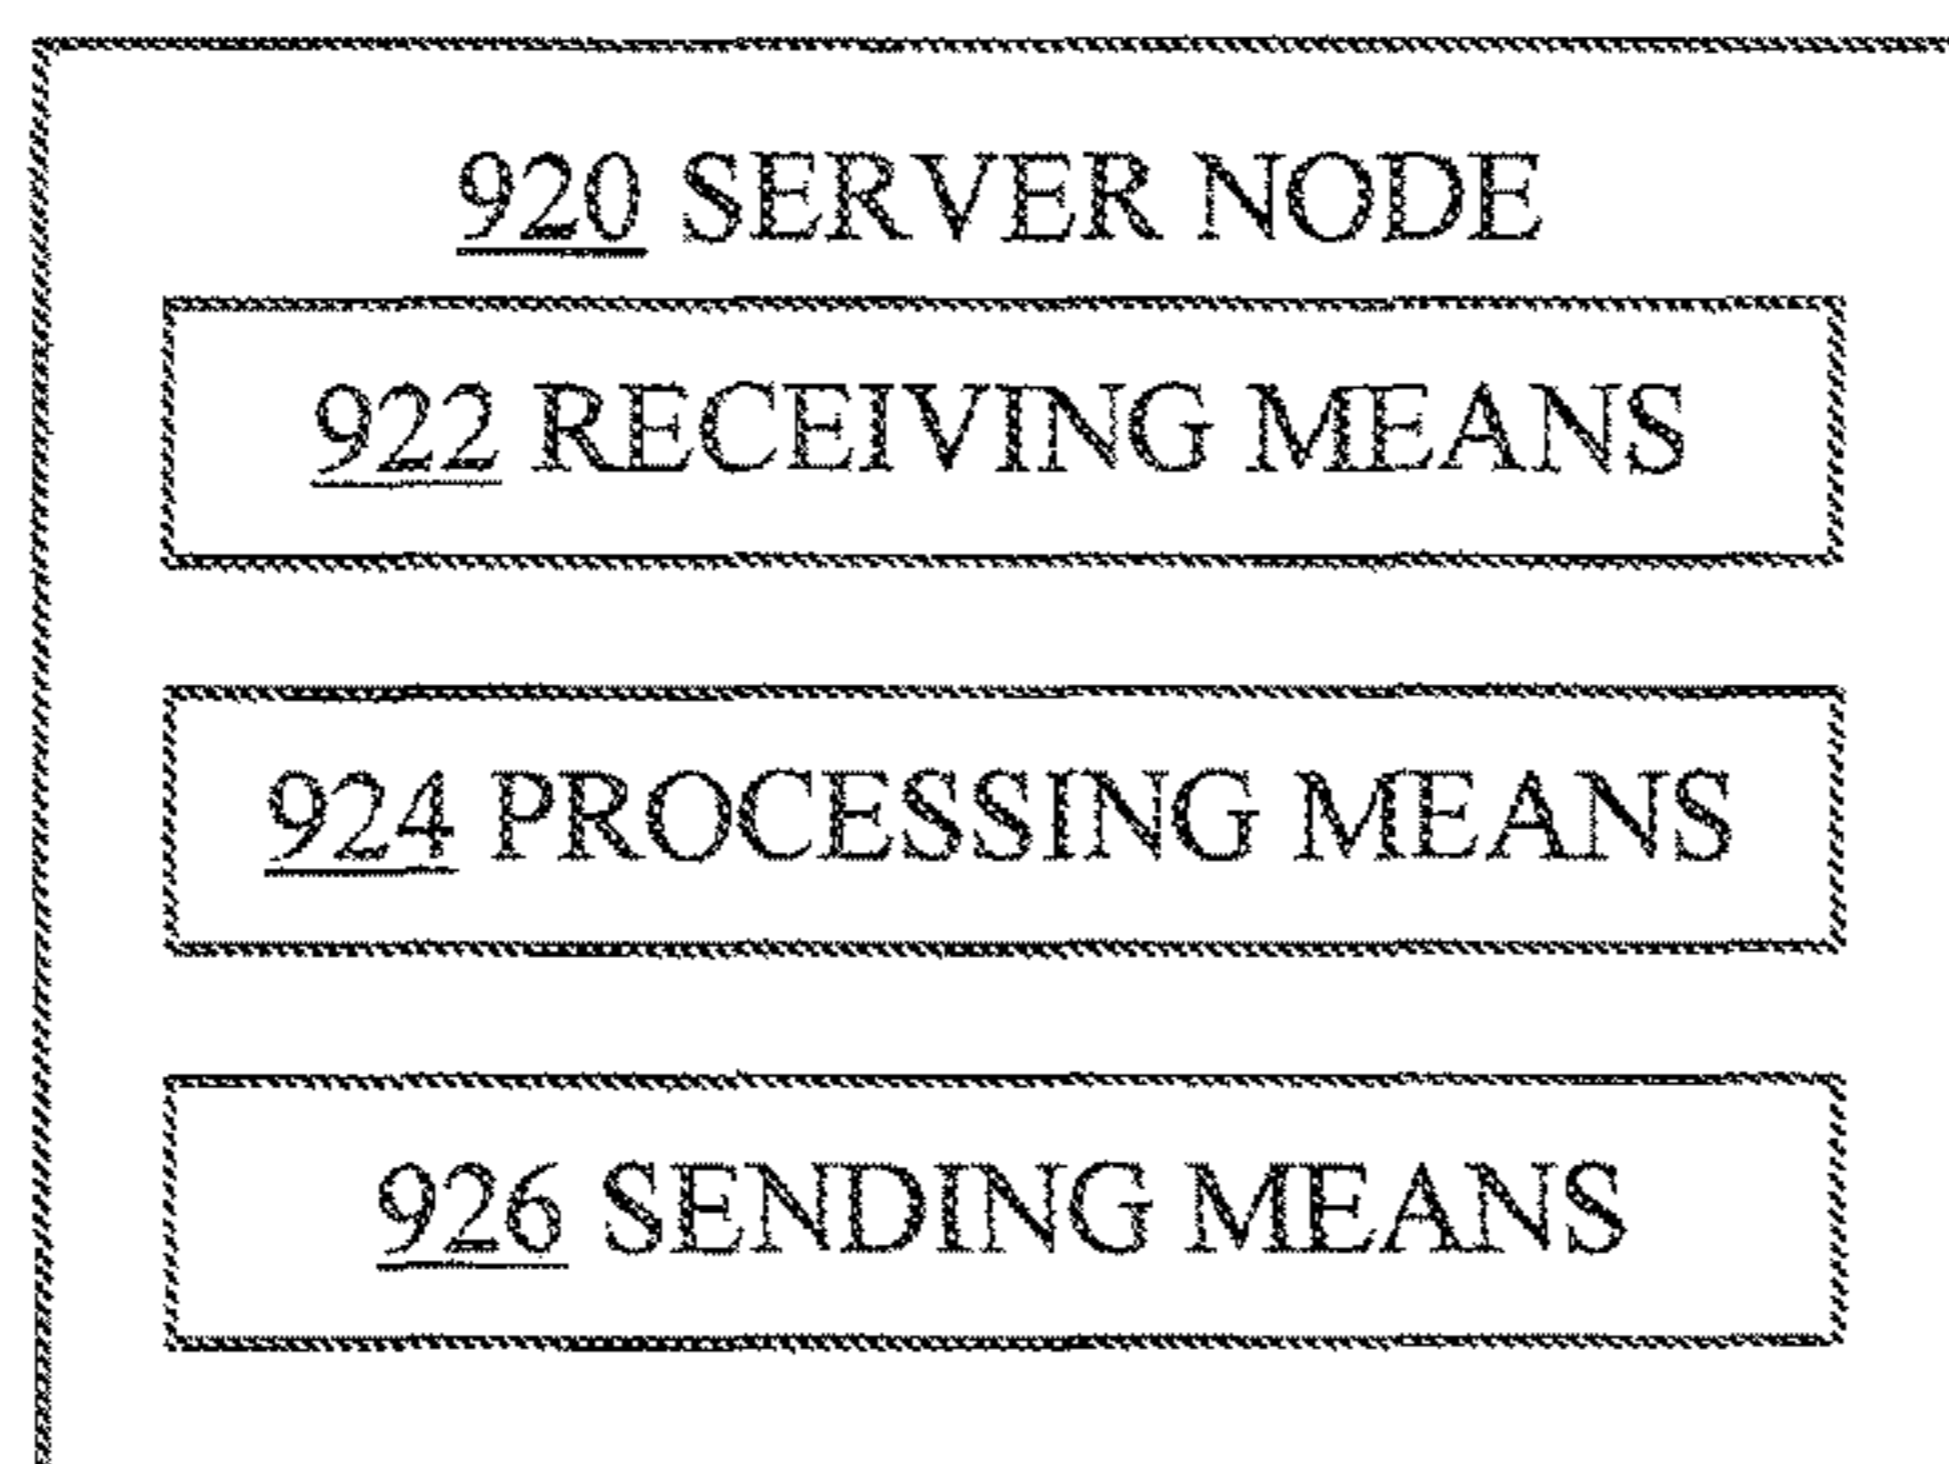 920 SERVER NODE
922 RECEIVING MEANS
924 PROCESSING MEANS
926 SENDING MEANS